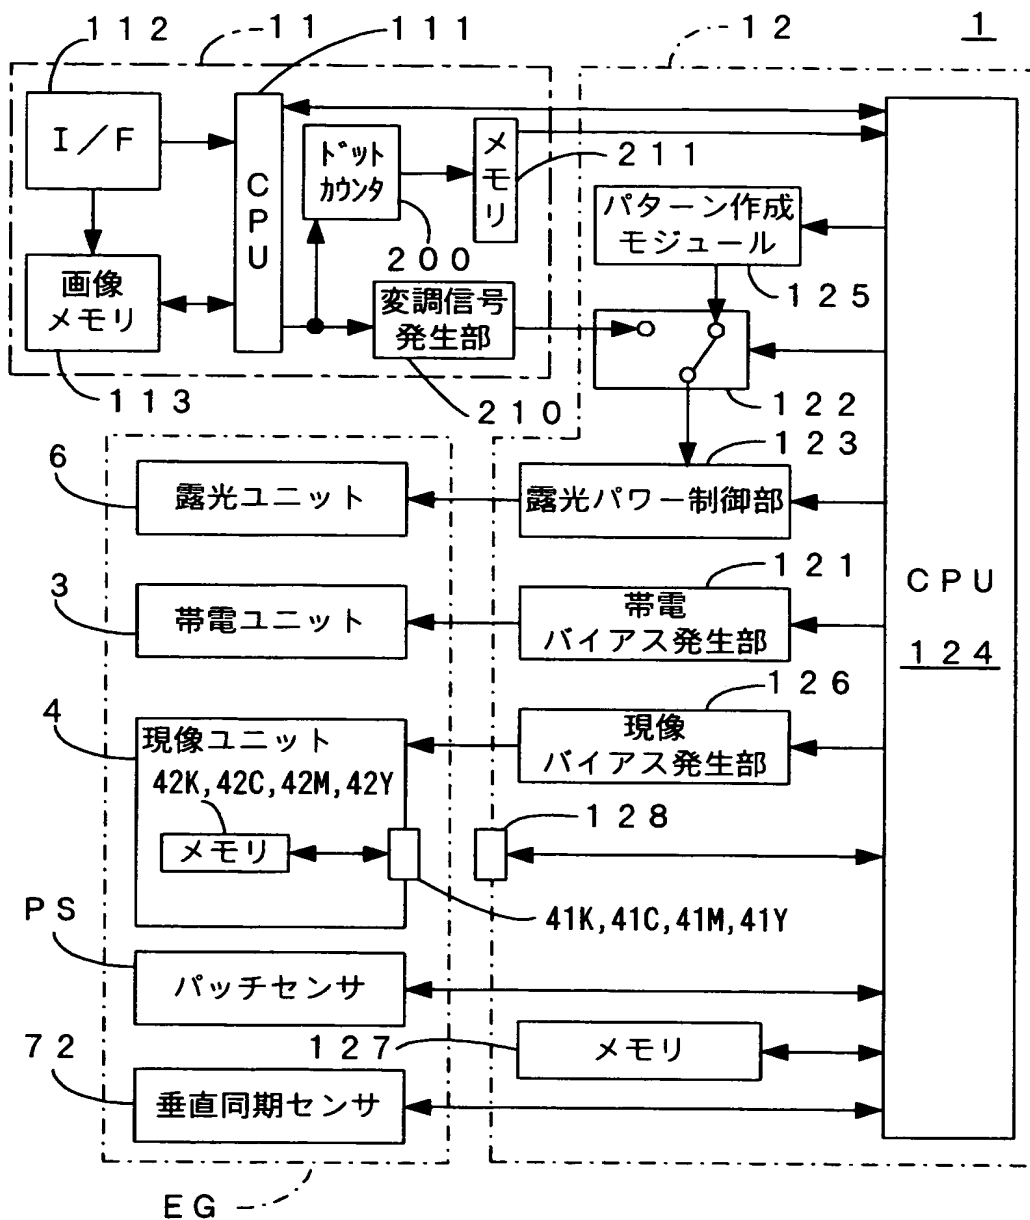 112
11
111
12
1
I/F
CPU
ドット
カウンタ
メモリ
211
パターン作成
モジュール
200
125
画像
メモリ
変調信号
発生部
113
210
122
6
123
露光ユニット
露光パワー制御部
3
121
帯電ユニット
帯電
バイアス発生部
CPU
124
4
126
現像ユニット
現像
バイアス発生部
42K,42C,42M,42Y
メモリ
128
41K,41C,41M,41Y
PS
パッチセンサ
72
127
メモリ
垂直同期センサ
EG